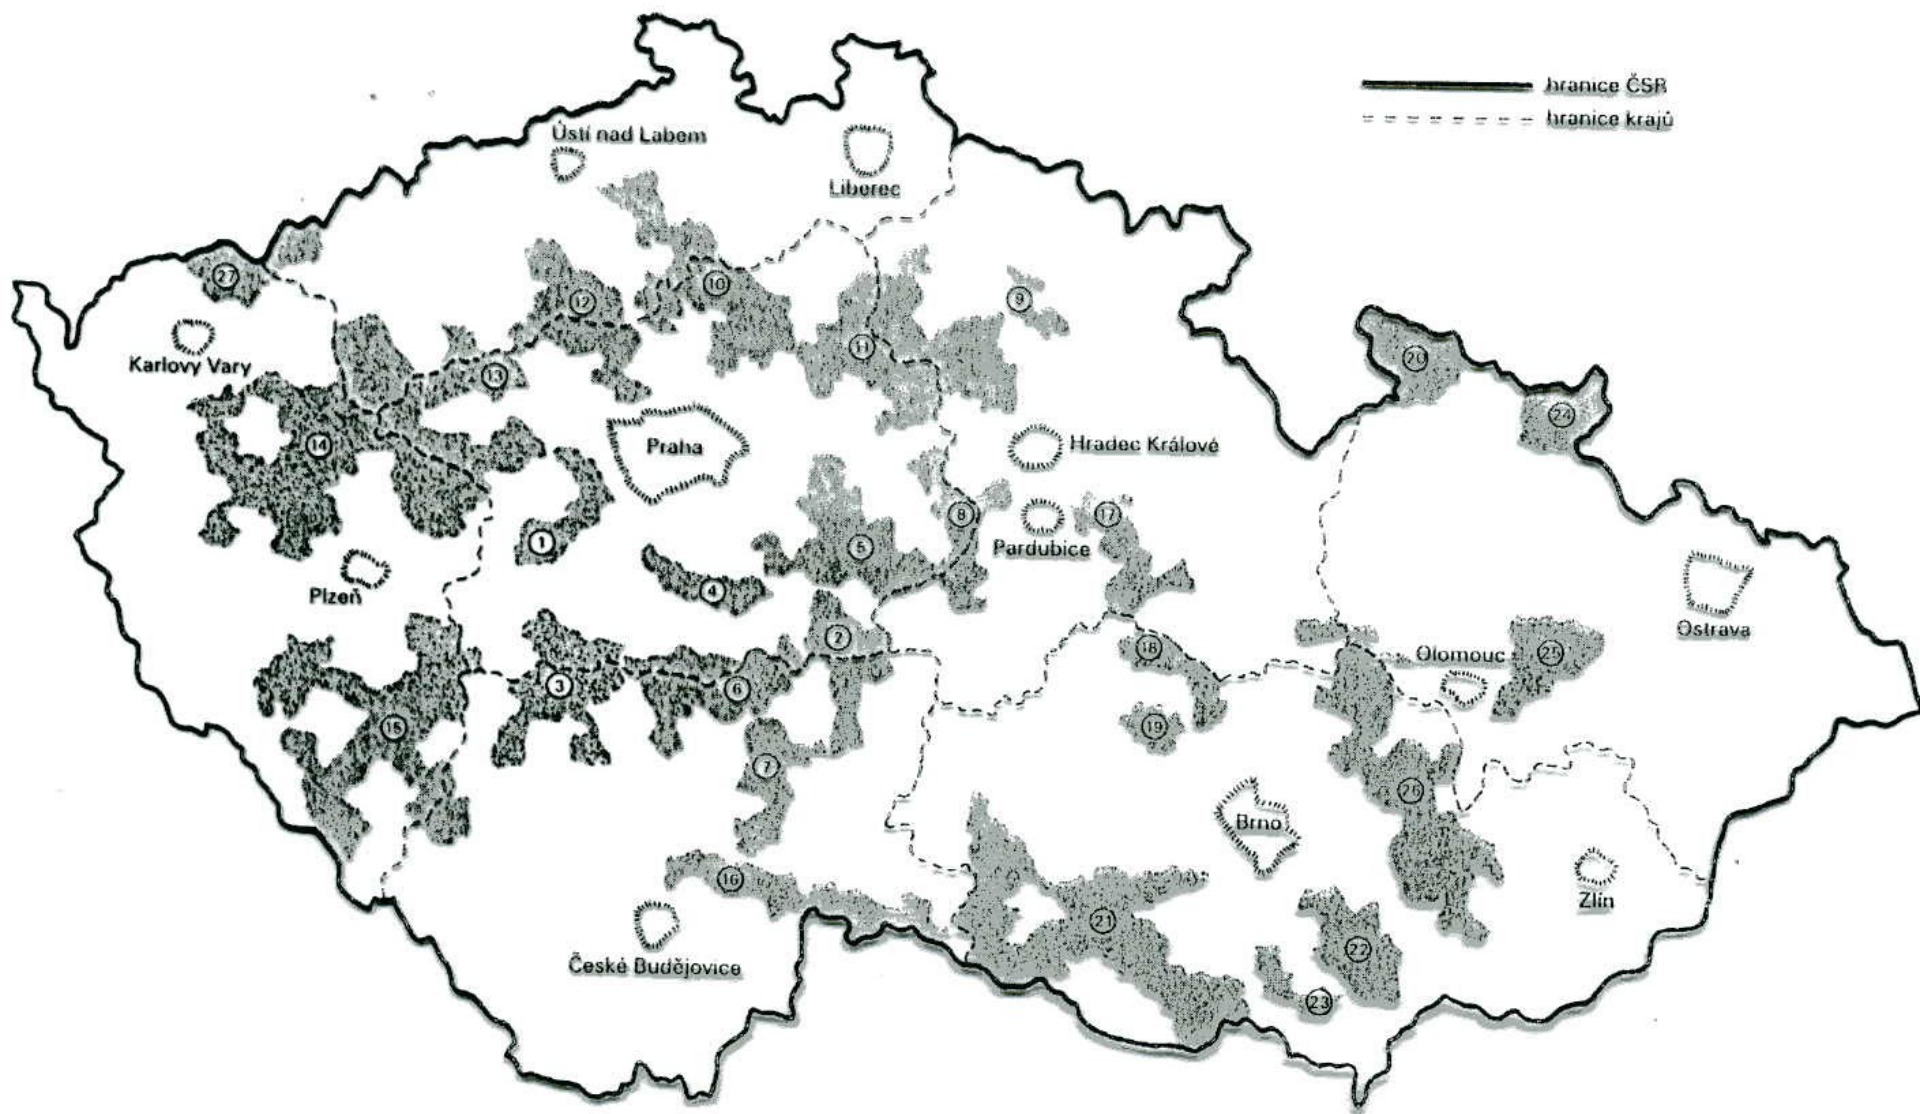 hranice ČSR
hranice krajů
Ústí nad Labem
Liberec
27
12
10
9
11
Karlovy Vary
13
20
24
14
Praha
Hradec Králové
8
17
1
5
Pardubice
Plzeň
4
2
Ostrava
18
Olomouc
25
3
6
15
19
7
26
Brno
16
21
Zlín
22
České Budějovice
23